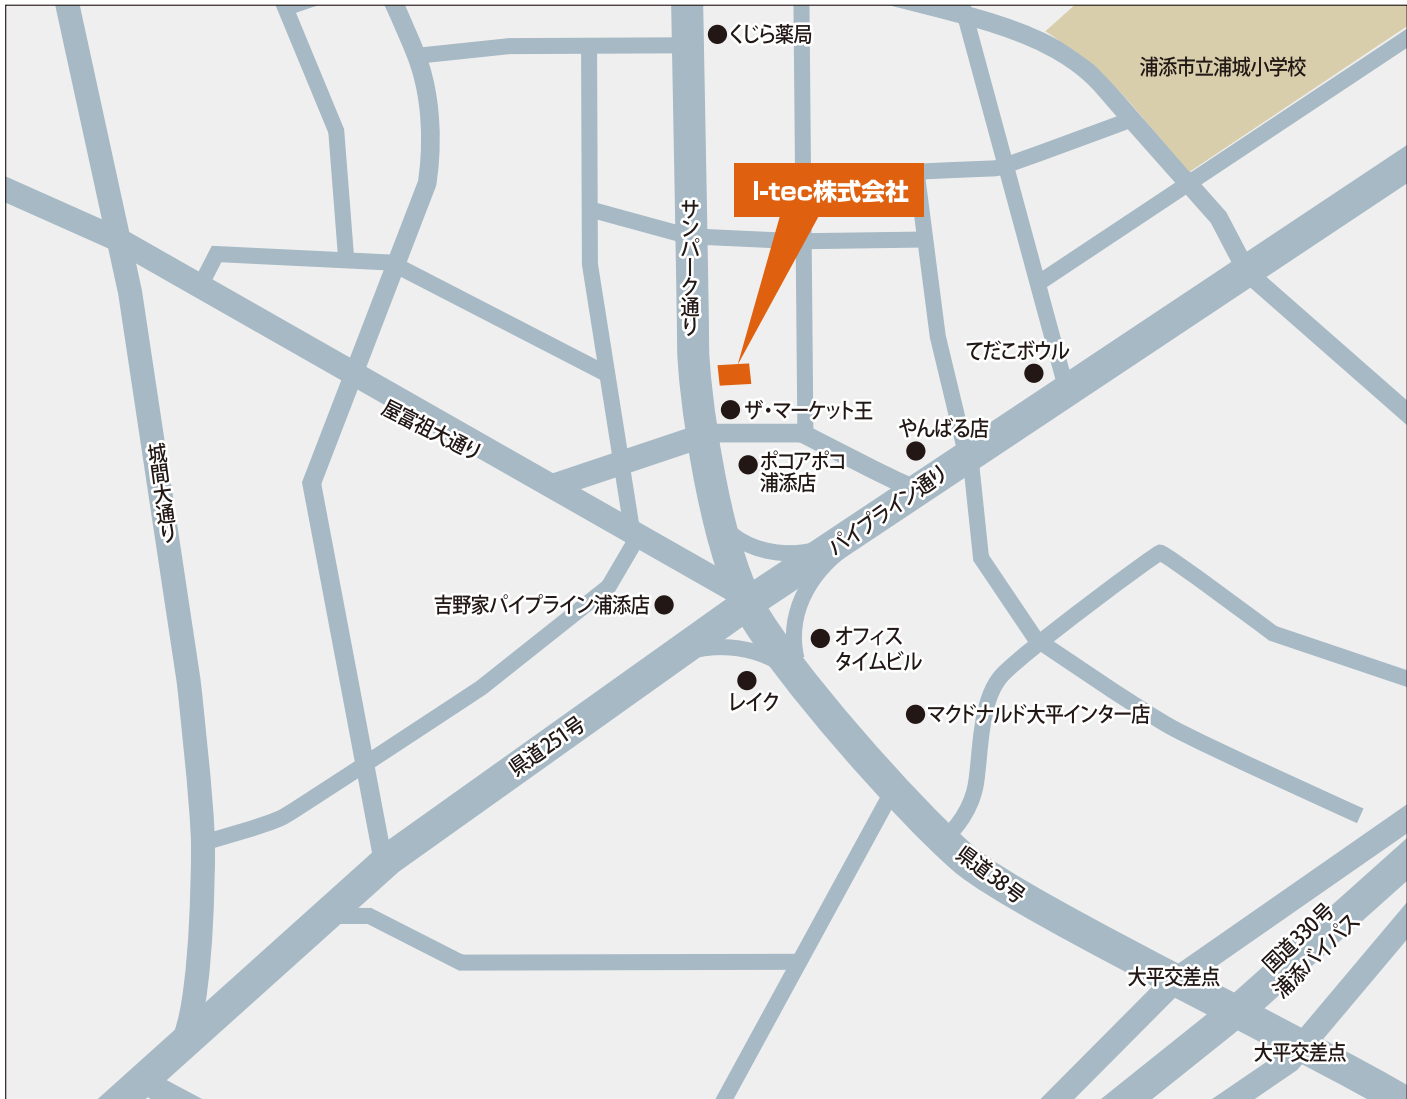 くじら薬局
浦添市立浦城小学校
I-tec株式会社
サンパーク通り
てだこボウル
ザ・マーケット王
屋富祖大通り
やんばる店
城間大通り
ポコアポコ
浦添店
パイプライン通り
吉野家パイプライン浦添店
オフィス
タイムビル
レイク
マクドナルド大平インター店
県道251号
県道38号
国道330号
浦添バイパス
大平交差点
大平交差点